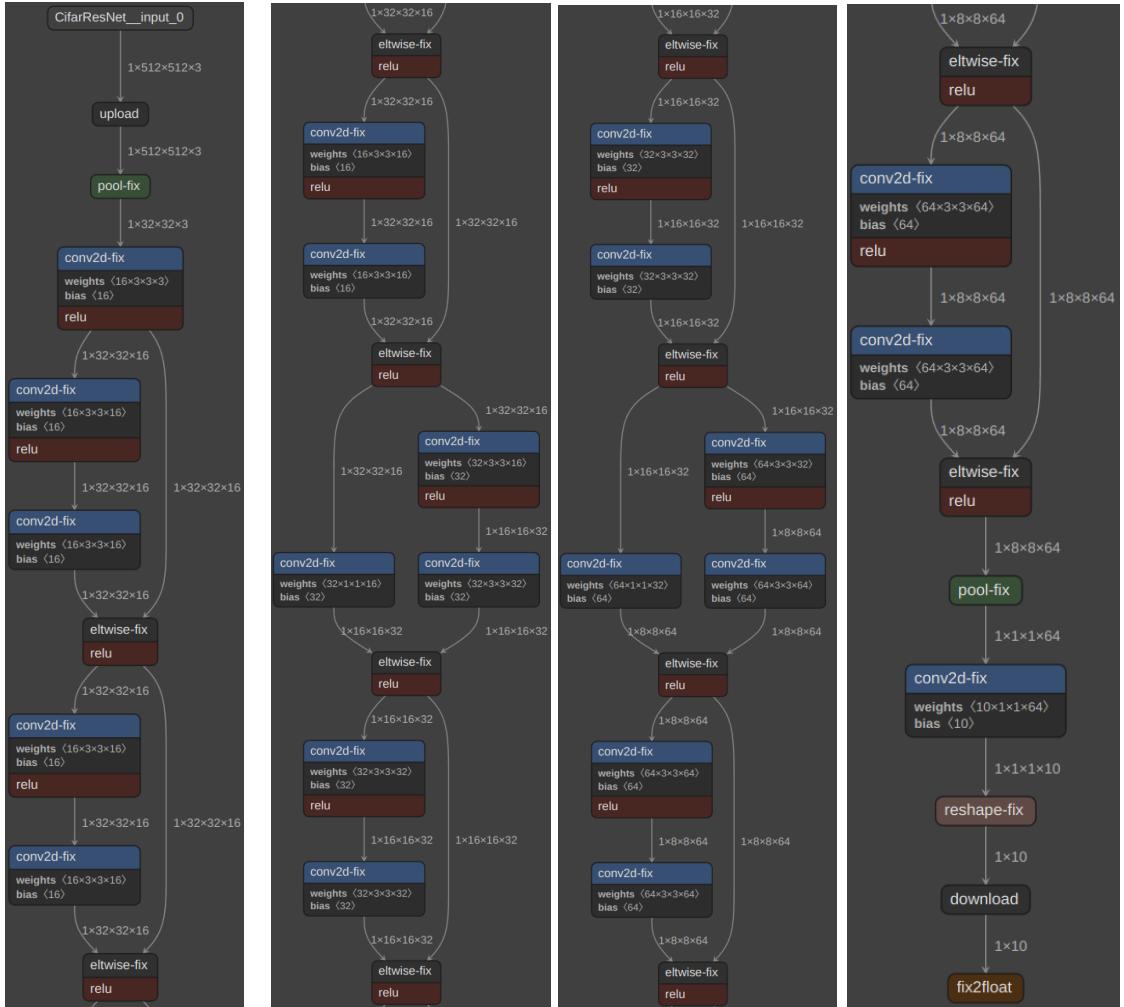 CifarResNet__input_0
1×512×512×3
upload
1×512×512×3
pool-fix
1×32×32×3
conv2d-fix
weights 〈16×3×3×3〉
bias 〈16〉
relu
1×32×32×16
conv2d-fix
weights 〈16×3×3×16〉
bias 〈16〉
relu
1×32×32×16
1×32×32×16
conv2d-fix
weights 〈16×3×3×16〉
bias 〈16〉
1×32×32×16
eltwise-fix
relu
1×32×32×16
conv2d-fix
weights 〈16×3×3×16〉
bias 〈16〉
relu
1×32×32×16
1×32×32×16
conv2d-fix
weights 〈16×3×3×16〉
bias 〈16〉
1×32×32×16
eltwise-fix
relu
1×32×32×16
eltwise-fix
relu
1×32×32×16
conv2d-fix
weights 〈16×3×3×16〉
bias 〈16〉
relu
1×32×32×16
1×32×32×16
conv2d-fix
weights 〈16×3×3×16〉
bias 〈16〉
1×32×32×16
eltwise-fix
relu
1×32×32×16
conv2d-fix
weights 〈32×3×3×16〉
bias 〈32〉
relu
1×32×32×16
1×16×16×32
conv2d-fix
weights 〈32×1×1×16〉
bias 〈32〉
conv2d-fix
weights 〈32×3×3×32〉
bias 〈32〉
1×16×16×32
1×16×16×32
eltwise-fix
relu
1×16×16×32
conv2d-fix
weights 〈32×3×3×32〉
bias 〈32〉
relu
1×16×16×32
1×16×16×32
conv2d-fix
weights 〈32×3×3×32〉
bias 〈32〉
1×16×16×32
eltwise-fix
relu
1×16×16×32
eltwise-fix
relu
1×16×16×32
conv2d-fix
weights 〈32×3×3×32〉
bias 〈32〉
relu
1×16×16×32
1×16×16×32
conv2d-fix
weights 〈32×3×3×32〉
bias 〈32〉
1×16×16×32
eltwise-fix
relu
1×16×16×32
conv2d-fix
weights 〈64×3×3×32〉
bias 〈64〉
relu
1×16×16×32
1×8×8×64
conv2d-fix
weights 〈64×1×1×32〉
bias 〈64〉
conv2d-fix
weights 〈64×3×3×64〉
bias 〈64〉
1×8×8×64
1×8×8×64
eltwise-fix
relu
1×8×8×64
conv2d-fix
weights 〈64×3×3×64〉
bias 〈64〉
relu
1×8×8×64
1×8×8×64
conv2d-fix
weights 〈64×3×3×64〉
bias 〈64〉
1×8×8×64
eltwise-fix
relu
1×8×8×64
eltwise-fix
relu
1×8×8×64
conv2d-fix
weights 〈64×3×3×64〉
bias 〈64〉
relu
1×8×8×64
1×8×8×64
conv2d-fix
weights 〈64×3×3×64〉
bias 〈64〉
1×8×8×64
eltwise-fix
relu
1×8×8×64
pool-fix
1×1×1×64
conv2d-fix
weights 〈10×1×1×64〉
bias 〈10〉
1×1×1×10
reshape-fix
1×10
download
1×10
fix2float